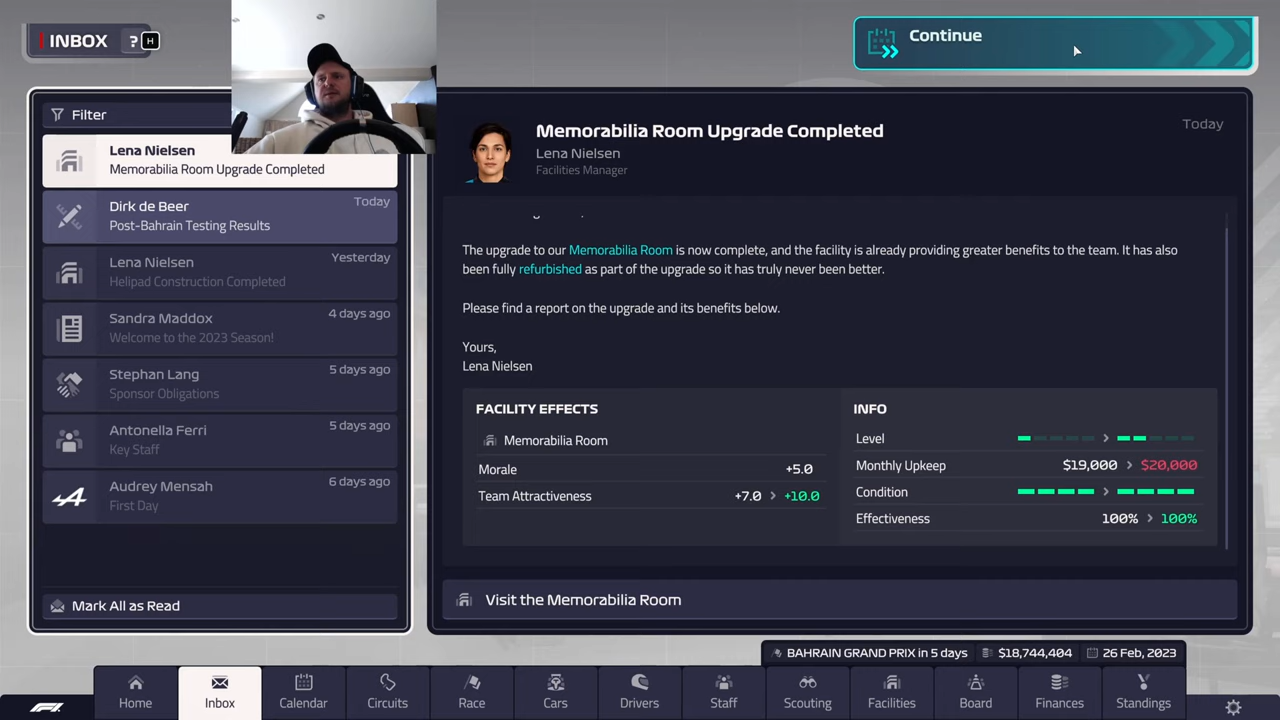 INBOX ? H
Continue
Filter
Lena Nielsen
Memorabilia Room Upgrade Completed
Dirk de Beer Today
Post-Bahrain Testing Results
Lena Nielsen Yesterday
Helipad Construction Completed
Sandra Maddox 4 days ago
Welcome to the 2023 Season!
Stephan Lang 5 days ago
Sponsor Obligations
Antonella Ferri 5 days ago
Key Staff
Audrey Mensah 6 days ago
First Day
Mark All as Read
Memorabilia Room Upgrade Completed Today
Lena Nielsen
Facilities Manager
The upgrade to our Memorabilia Room is now complete, and the facility is already providing greater benefits to the team. It has also
been fully refurbished as part of the upgrade so it has truly never been better.
Please find a report on the upgrade and its benefits below.
Yours,
Lena Nielsen
FACILITY EFFECTS
Memorabilia Room
Morale +5.0
Team Attractiveness +7.0 > +10.0
INFO
Level >
Monthly Upkeep $19,000 > $20,000
Condition >
Effectiveness 100% > 100%
Visit the Memorabilia Room
BAHRAIN GRAND PRIX in 5 days $18,744,404 26 Feb, 2023
F1 Home Inbox Calendar Circuits Race Cars Drivers Staff Scouting Facilities Board Finances Standings